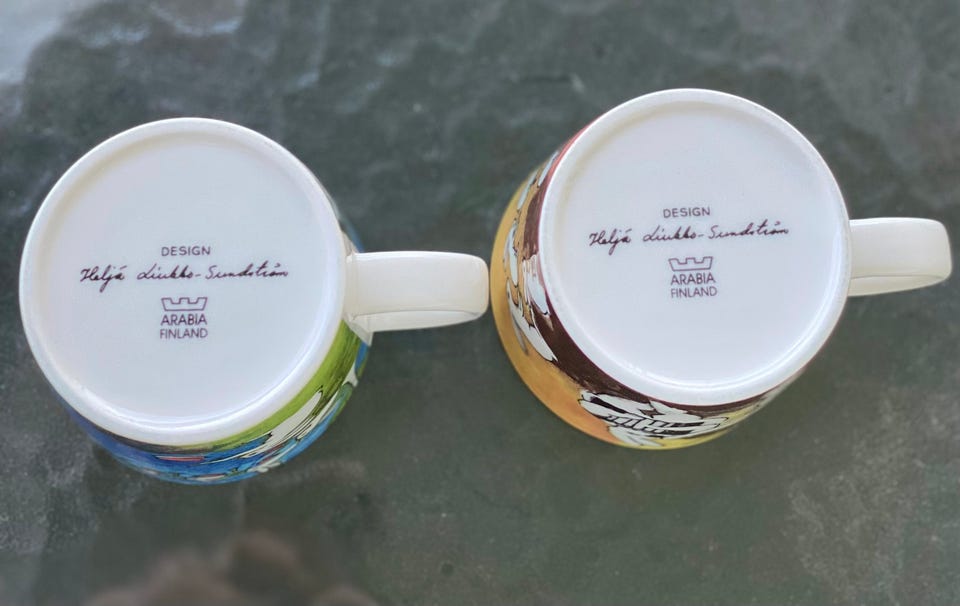 DESIGN
Heljä Liukko-Sundström
ARABIA
FINLAND
DESIGN
Heljä Liukko-Sundström
ARABIA
FINLAND